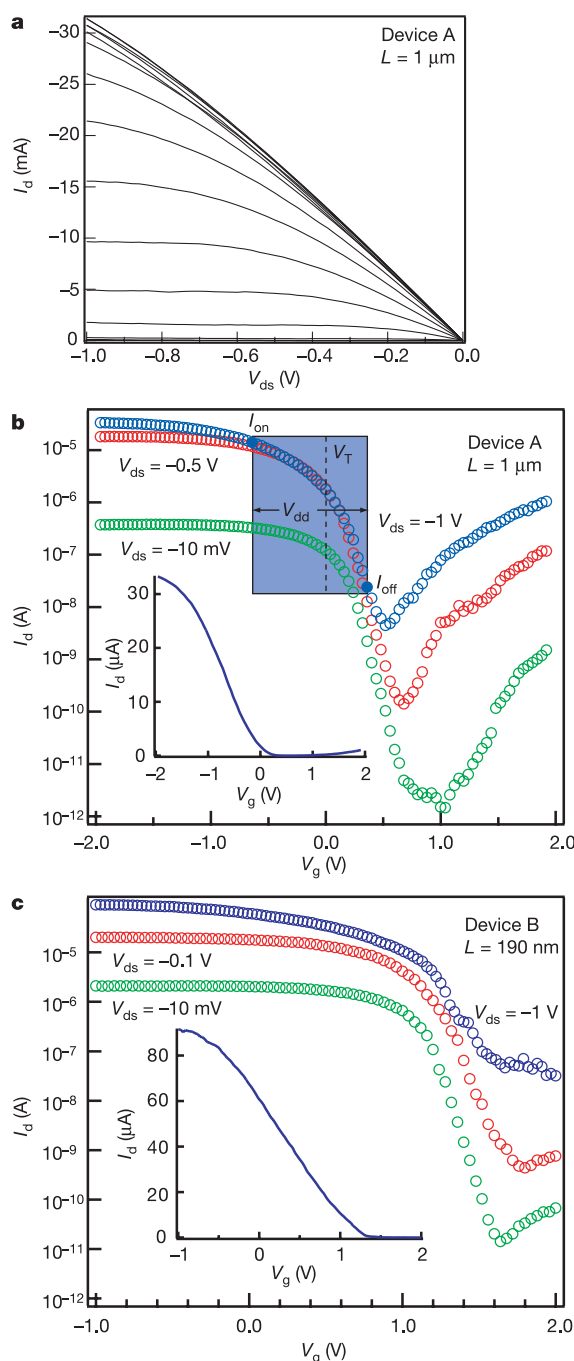 a
Device A
L = 1 μm
–30
–25
–20
–15
–10
–5
0
I_d (mA)
-1.0
-0.8
-0.6
-0.4
-0.2
0.0
V_ds (V)
b
I_on
Device A
L = 1 μm
V_T
V_ds = –0.5 V
V_dd
V_ds = –1 V
V_ds = –10 mV
I_off
10⁻⁵
10⁻⁶
10⁻⁷
10⁻⁸
10⁻⁹
10⁻¹⁰
10⁻¹¹
10⁻¹²
I_d (A)
30
20
10
0
I_d (μA)
–2
–1
0
1
2
V_g (V)
-2.0
-1.0
0.0
1.0
2.0
V_g (V)
c
Device B
L = 190 nm
V_ds = –0.1 V
V_ds = –1 V
V_ds = –10 mV
10⁻⁵
10⁻⁶
10⁻⁷
10⁻⁸
10⁻⁹
10⁻¹⁰
10⁻¹¹
10⁻¹²
I_d (A)
80
60
40
20
0
I_d (μA)
–1
0
1
2
V_g (V)
–1.0
0.0
1.0
2.0
V_g (V)